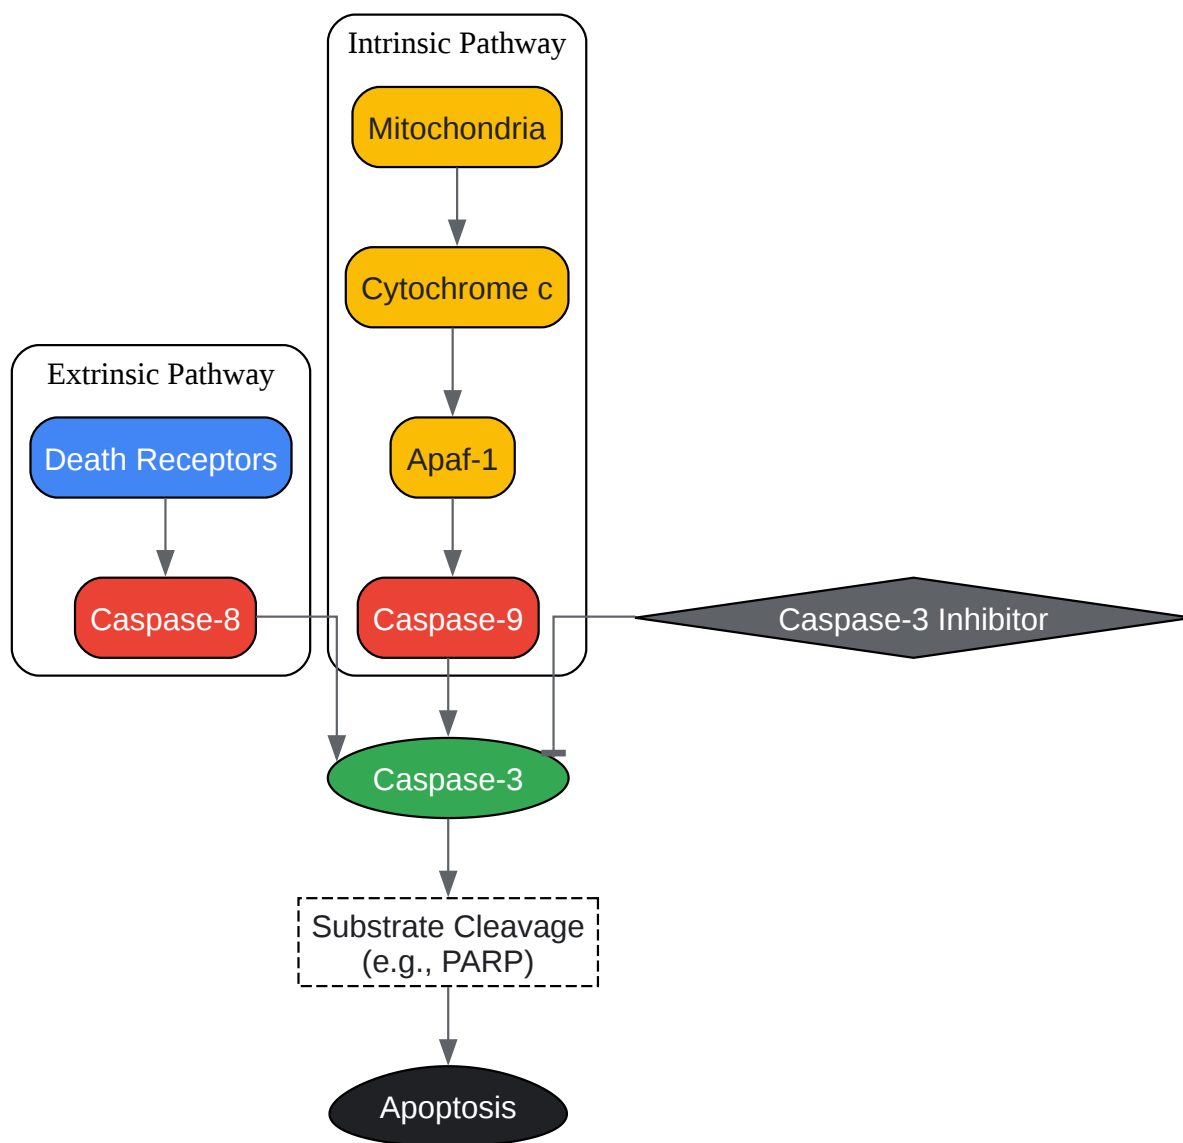 Intrinsic Pathway
Mitochondria
Cytochrome c
Extrinsic Pathway
Death Receptors
Apaf-1
Caspase-8
Caspase-9
Caspase-3 Inhibitor
Caspase-3
Substrate Cleavage
(e.g., PARP)
Apoptosis